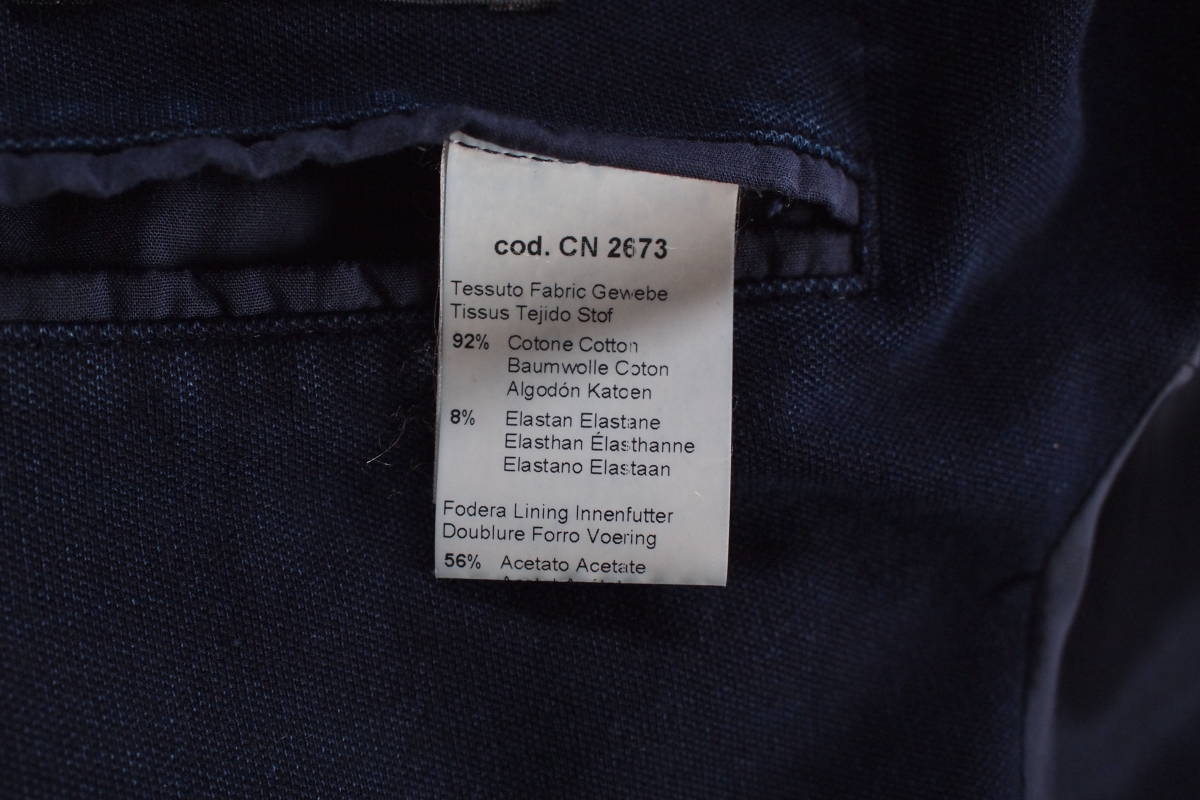 cod. CN 2673
Tessuto Fabric Gewebe
Tissus Tejido Stof
92% Cotone Cotton
Baumwolle Coton
Algodón Katoen
8% Elastan Elastane
Elasthan Élasthanne
Elastano Elastaan
Fodera Lining Innenfutter
Doublure Forro Voering
56% Acetato Acetate